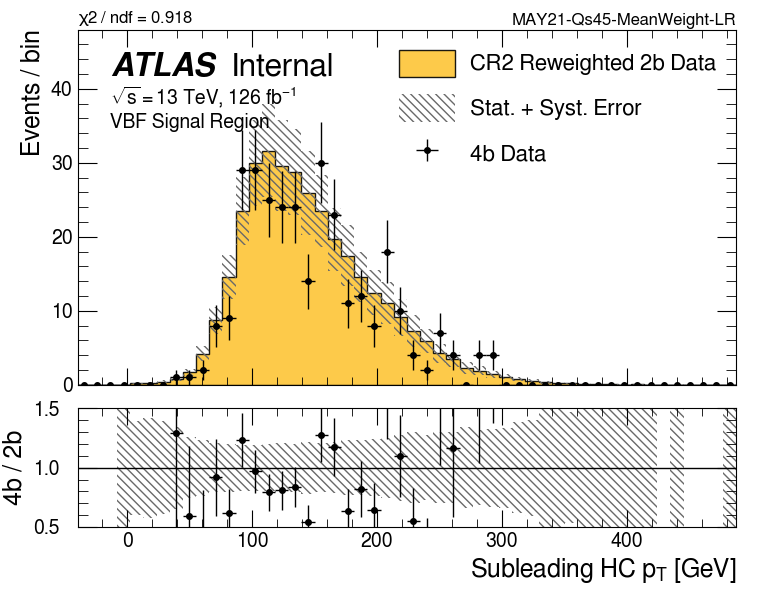 χ2 / ndf = 0.918
MAY21-Qs45-MeanWeight-LR
ATLAS Internal
√s = 13 TeV, 126 fb−1
VBF Signal Region
CR2 Reweighted 2b Data
Stat. + Syst. Error
4b Data
Events / bin
40
30
20
10
0
4b / 2b
1.5
1.0
0.5
0 100 200 300 400
Subleading HC pT [GeV]